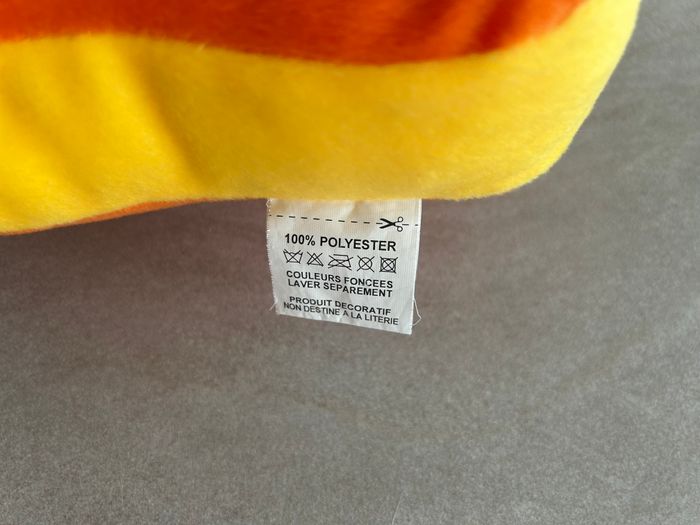 100% POLYESTER
COULEURS FONCEES
LAVER SEPAREMENT
PRODUIT DECORATIF
NON DESTINE A LA LITERIE